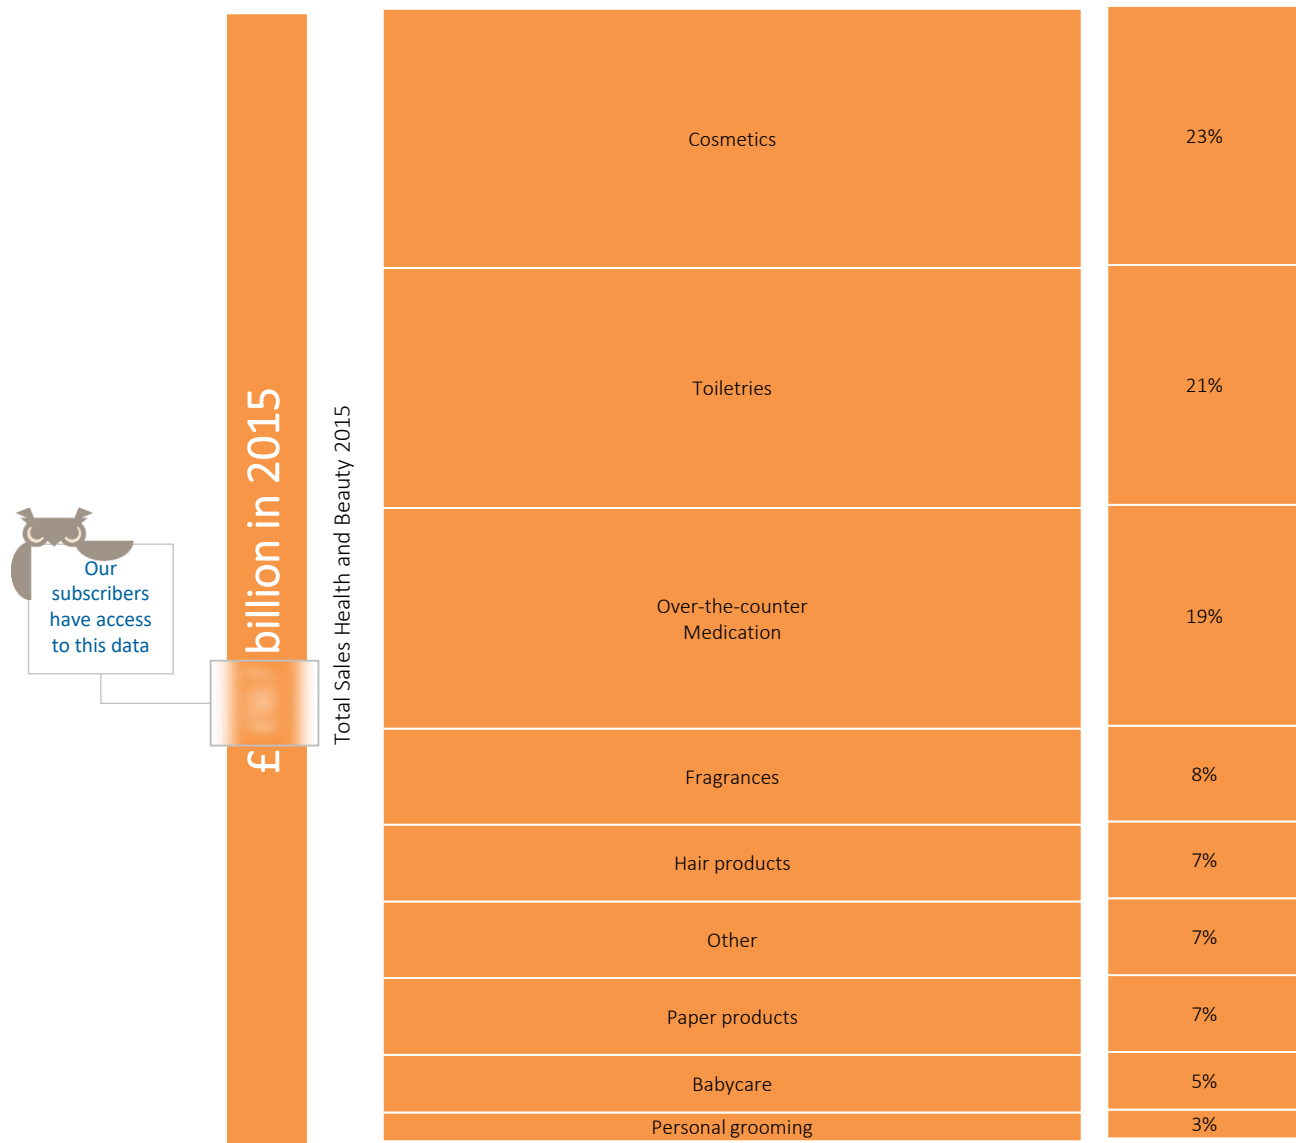 Our
subscribers
have access
to this data
£ billion in 2015
Total Sales Health and Beauty 2015
Cosmetics
23%
Toiletries
21%
Over-the-counter
Medication
19%
Fragrances
8%
Hair products
7%
Other
7%
Paper products
7%
Babycare
5%
Personal grooming
3%